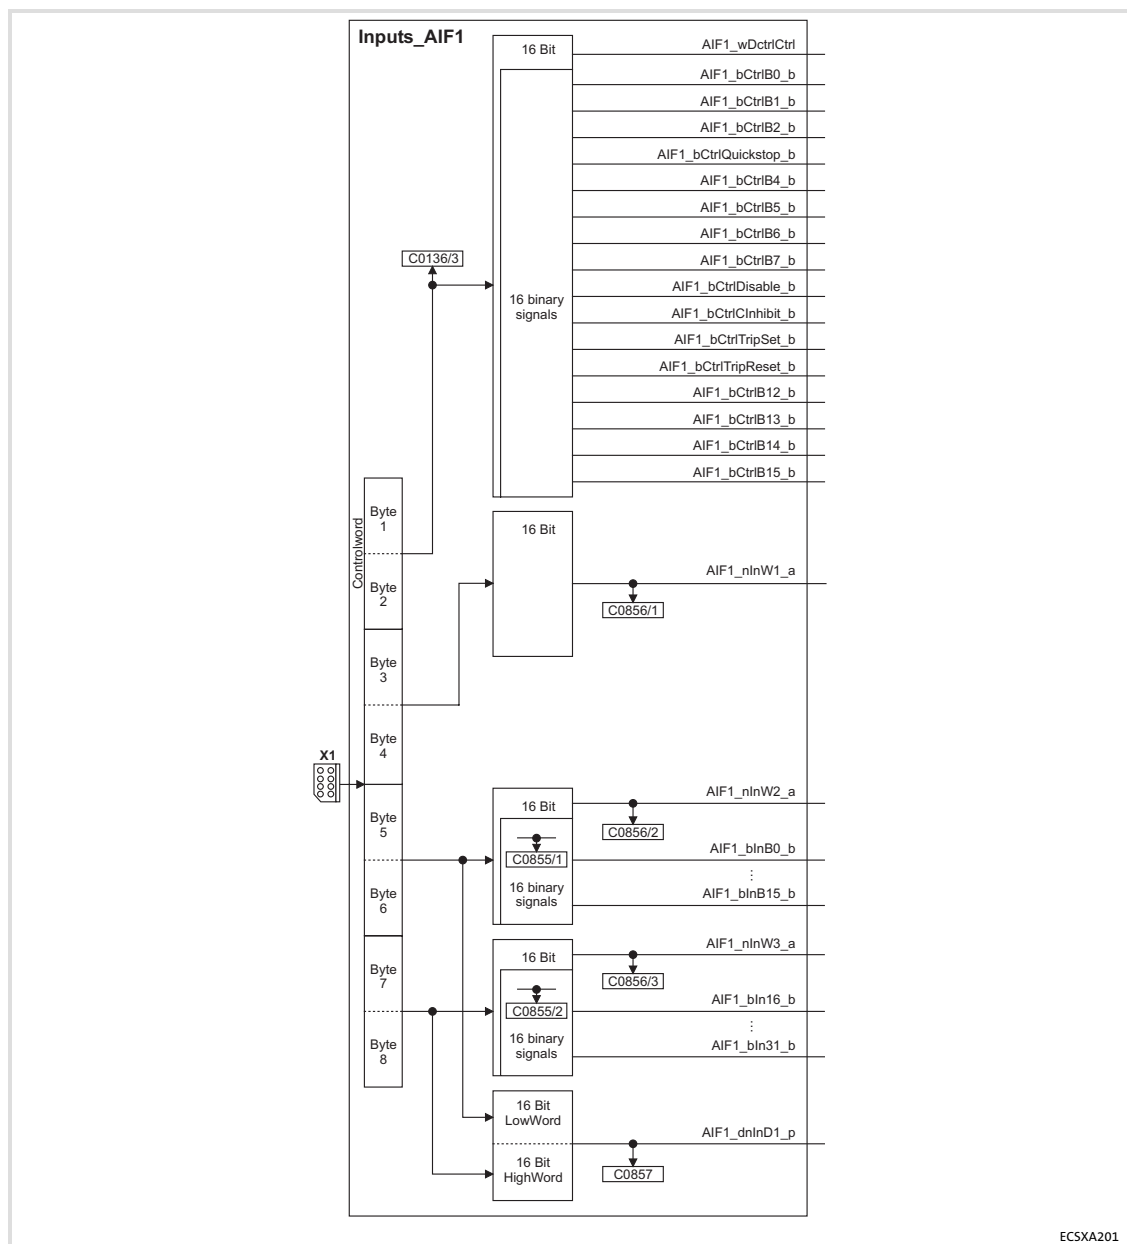 Inputs_AIF1
16 Bit
AIF1_wDctrlCtrl
AIF1_bCtrlB0_b
AIF1_bCtrlB1_b
AIF1_bCtrlB2_b
AIF1_bCtrlQuickstop_b
AIF1_bCtrlB4_b
AIF1_bCtrlB5_b
AIF1_bCtrlB6_b
AIF1_bCtrlB7_b
AIF1_bCtrlDisable_b
AIF1_bCtrlCInhibit_b
AIF1_bCtrlTripSet_b
AIF1_bCtrlTripReset_b
AIF1_bCtrlB12_b
AIF1_bCtrlB13_b
AIF1_bCtrlB14_b
AIF1_bCtrlB15_b
C0136/3
16 binary
signals
Controlword
Byte
1
Byte
2
Byte
3
Byte
4
X1
Byte
5
Byte
6
Byte
7
Byte
8
16 Bit
AIF1_nInW1_a
C0856/1
16 Bit
AIF1_nInW2_a
C0856/2
C0855/1
AIF1_bInB0_b
16 binary
signals
AIF1_bInB15_b
16 Bit
AIF1_nInW3_a
C0856/3
C0855/2
AIF1_bIn16_b
16 binary
signals
AIF1_bIn31_b
16 Bit
LowWord
AIF1_dnInD1_p
16 Bit
HighWord
C0857
ECSXA201